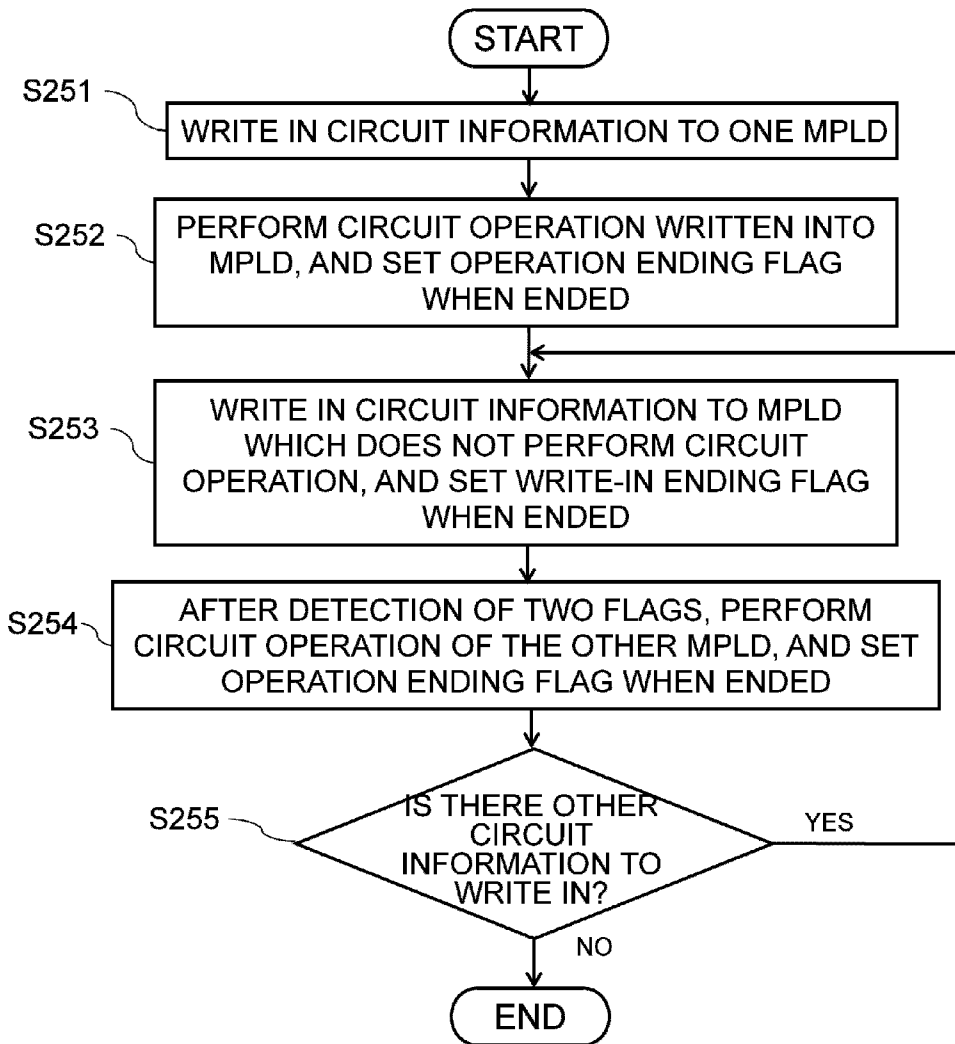 START
S251
WRITE IN CIRCUIT INFORMATION TO ONE MPLD
S252
PERFORM CIRCUIT OPERATION WRITTEN INTO
MPLD, AND SET OPERATION ENDING FLAG
WHEN ENDED
S253
WRITE IN CIRCUIT INFORMATION TO MPLD
WHICH DOES NOT PERFORM CIRCUIT
OPERATION, AND SET WRITE-IN ENDING FLAG
WHEN ENDED
S254
AFTER DETECTION OF TWO FLAGS, PERFORM
CIRCUIT OPERATION OF THE OTHER MPLD, AND SET
OPERATION ENDING FLAG WHEN ENDED
S255
IS THERE OTHER
CIRCUIT
INFORMATION TO
WRITE IN?
YES
NO
END